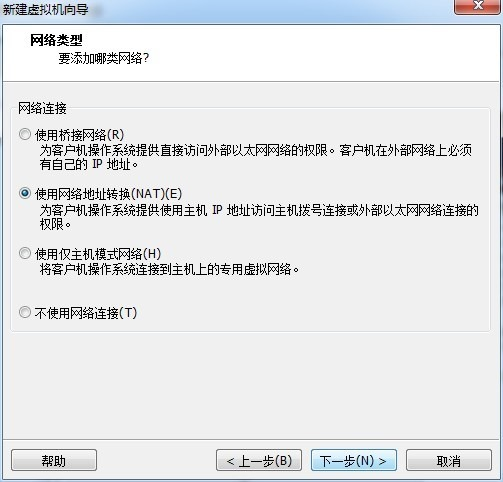 新建虚拟机向导
网络类型
要添加哪类网络?
网络连接
使用桥接网络(R)
为客户机操作系统提供直接访问外部以太网网络的权限。客户机在外部网络上必须
有自己的 IP 地址。
使用网络地址转换(NAT)(E)
为客户机操作系统提供使用主机 IP 地址访问主机拨号连接或外部以太网网络连接的
权限。
使用仅主机模式网络(H)
将客户机操作系统连接到主机上的专用虚拟网络。
不使用网络连接(T)
帮助
< 上一步(B)
下一步(N) >
取消